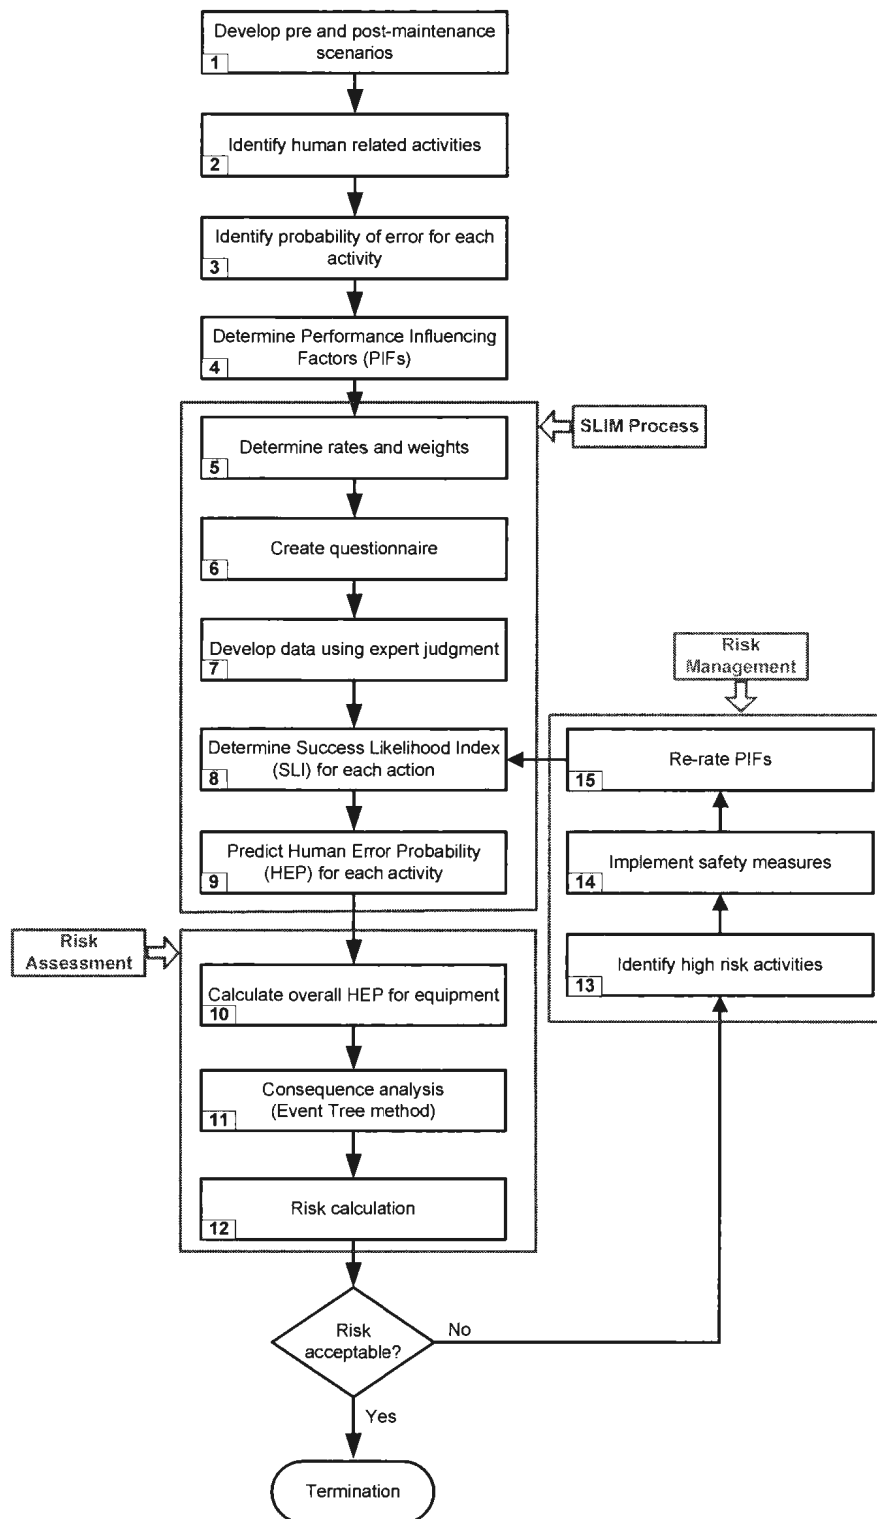 Develop pre and post-maintenance
scenarios
1
Identify human related activities
2
Identify probability of error for each
activity
3
Determine Performance Influencing
Factors (PIFs)
4
SLIM Process
Determine rates and weights
5
Create questionnaire
6
Develop data using expert judgment
7
Determine Success Likelihood Index
(SLI) for each action
8
Predict Human Error Probability
(HEP) for each activity
9
Risk
Assessment
Calculate overall HEP for equipment
10
Consequence analysis
(Event Tree method)
11
Risk calculation
12
Risk
acceptable?
No
Yes
Termination
Risk
Management
Re-rate PIFs
15
Implement safety measures
14
Identify high risk activities
13